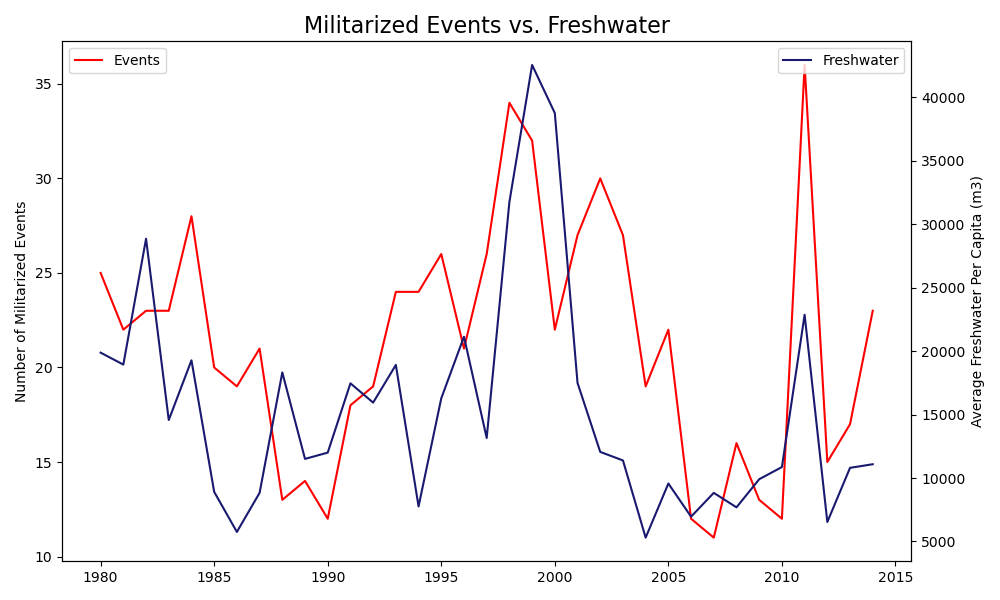 Militarized Events vs. Freshwater
Events
Freshwater
Number of Militarized Events
35
30
25
20
15
10
40000
35000
30000
25000
20000
15000
10000
5000
Average Freshwater Per Capita (m3)
1980 1985 1990 1995 2000 2005 2010 2015